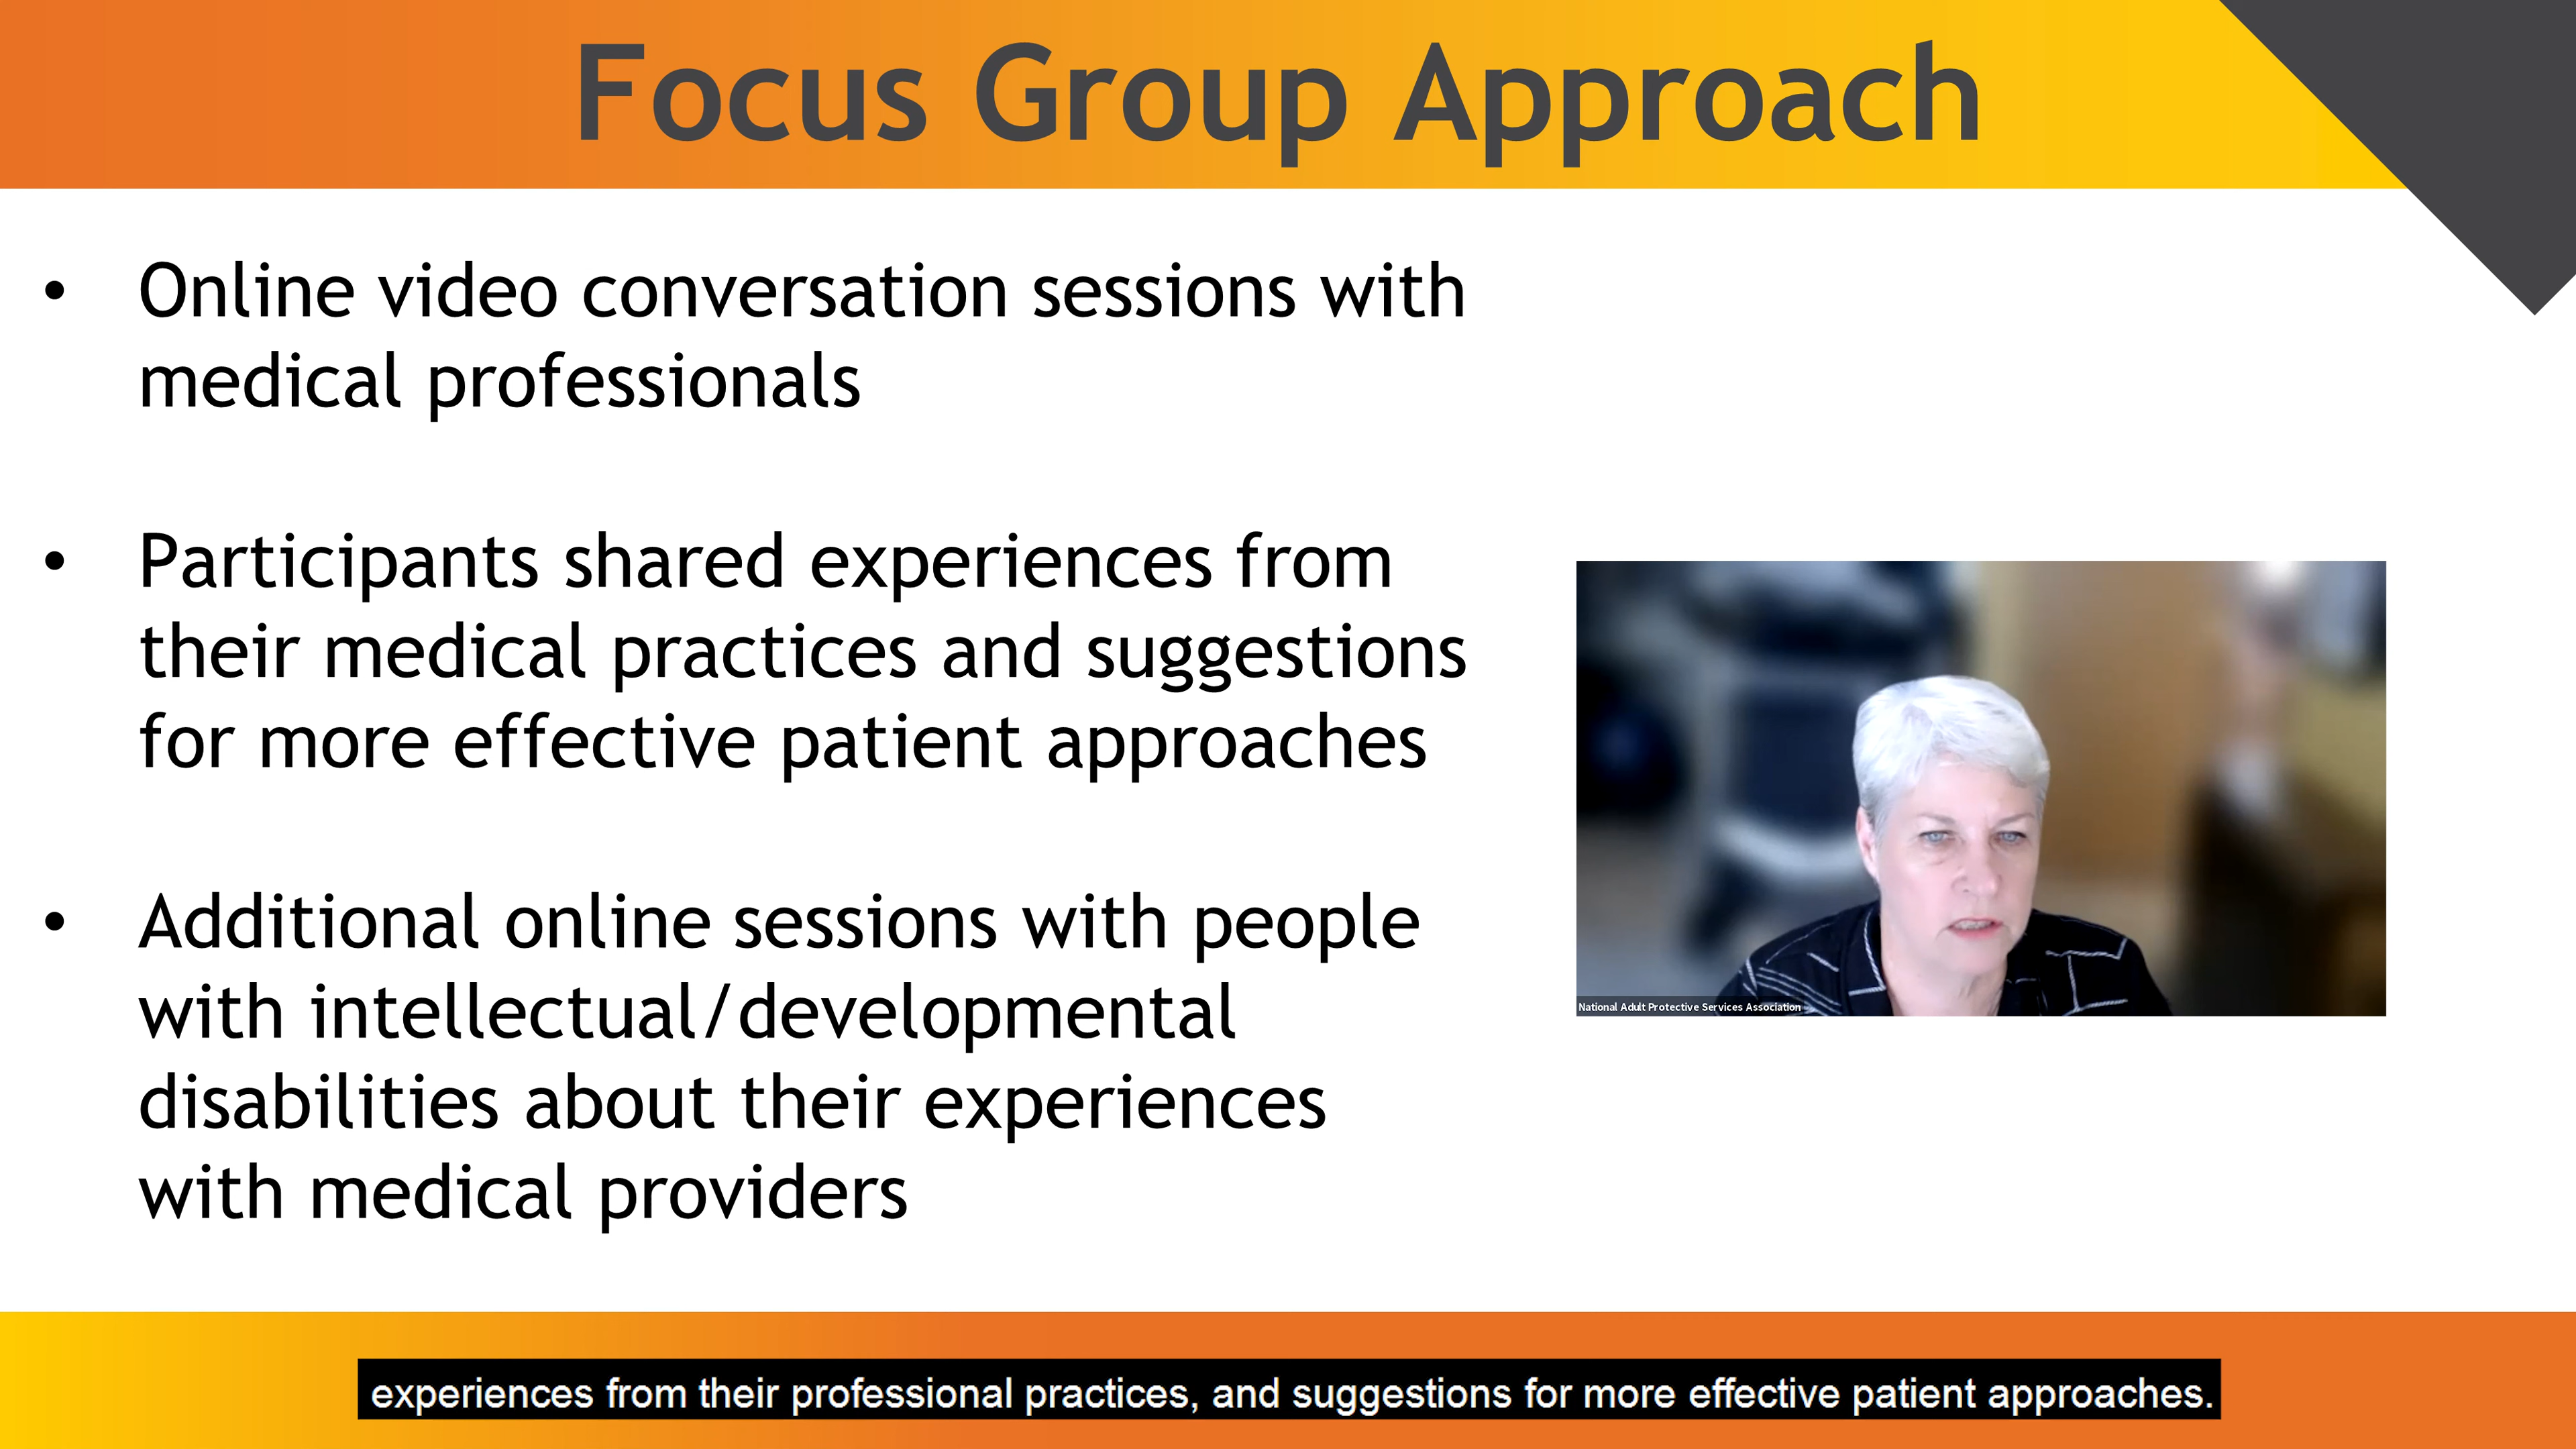 Focus Group Approach
• Online video conversation sessions with
medical professionals
• Participants shared experiences from
their medical practices and suggestions
for more effective patient approaches
• Additional online sessions with people
with intellectual/developmental
disabilities about their experiences
with medical providers
National Adult Protective Services Association
experiences from their professional practices, and suggestions for more effective patient approaches.